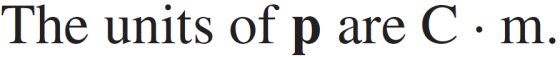 The units of p are C · m.